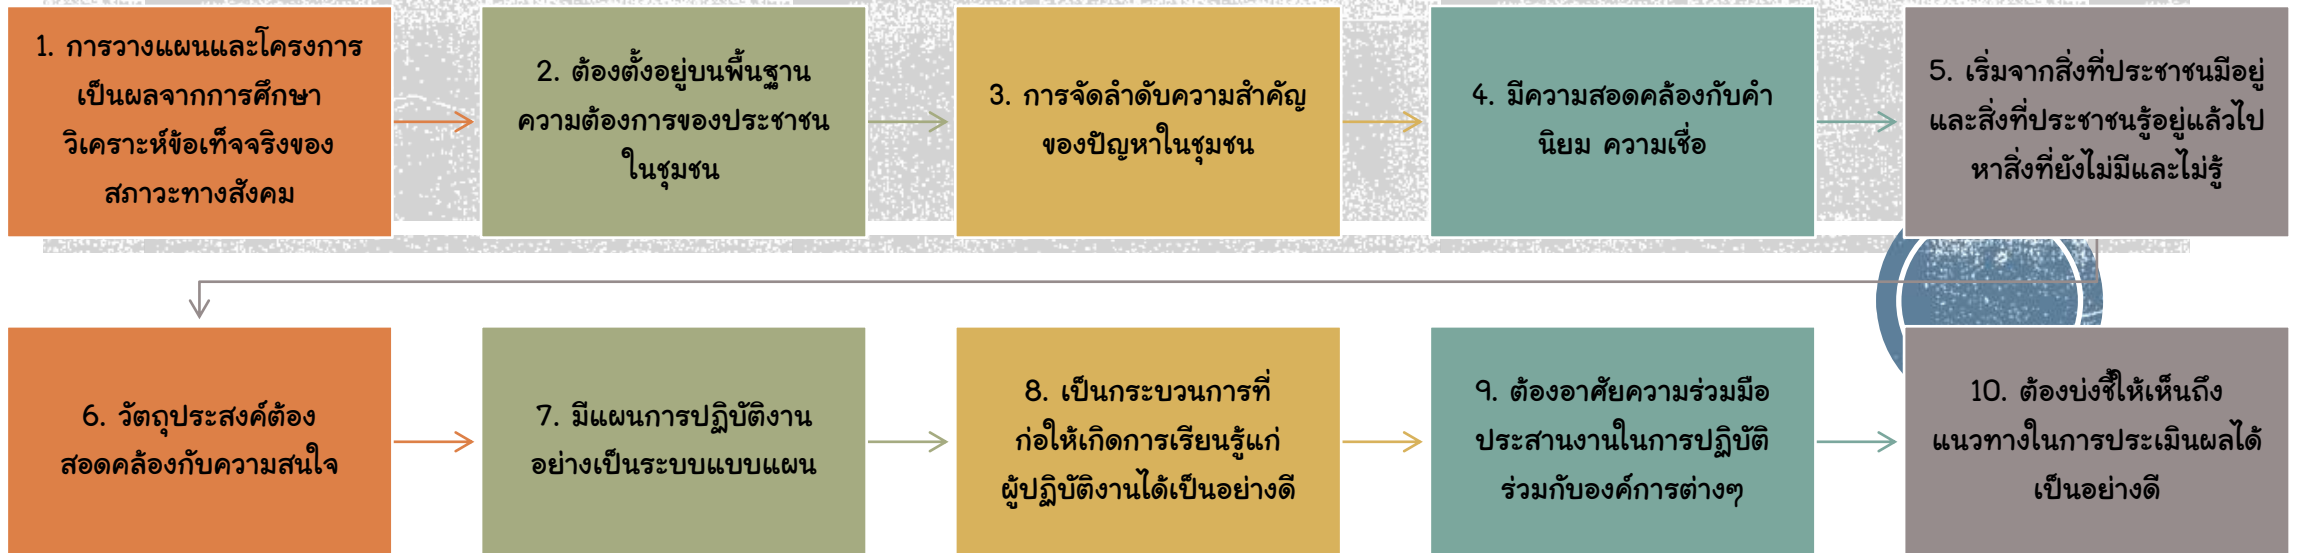 1. การวางแผนและโครงการ
เป็นผลจากการศึกษา
วิเคราะห์ข้อเท็จจริงของ
สภาวะทางสังคม
2. ต้องตั้งอยู่บนพื้นฐาน
ความต้องการของประชาชน
ในชุมชน
3. การจัดลำดับความสำคัญ
ของปัญหาในชุมชน
4. มีความสอดคล้องกับคำ
นิยม ความเชื่อ
5. เริ่มจากสิ่งที่ประชาชนมีอยู่
และสิ่งที่ประชาชนรู้อยู่แล้วไป
หาสิ่งที่ยังไม่มีและไม่รู้
6. วัตถุประสงค์ต้อง
สอดคล้องกับความสนใจ
7. มีแผนการปฏิบัติงาน
อย่างเป็นระบบแบบแผน
8. เป็นกระบวนการที่
ก่อให้เกิดการเรียนรู้แก่
ผู้ปฏิบัติงานได้เป็นอย่างดี
9. ต้องอาศัยความร่วมมือ
ประสานงานในการปฏิบัติ
ร่วมกับองค์การต่างๆ
10. ต้องบ่งชี้ให้เห็นถึง
แนวทางในการประเมินผลได้
เป็นอย่างดี